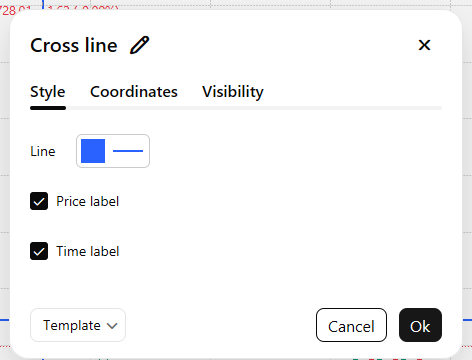 Cross line
Style Coordinates Visibility
Line
Price label
Time label
Template
Cancel Ok